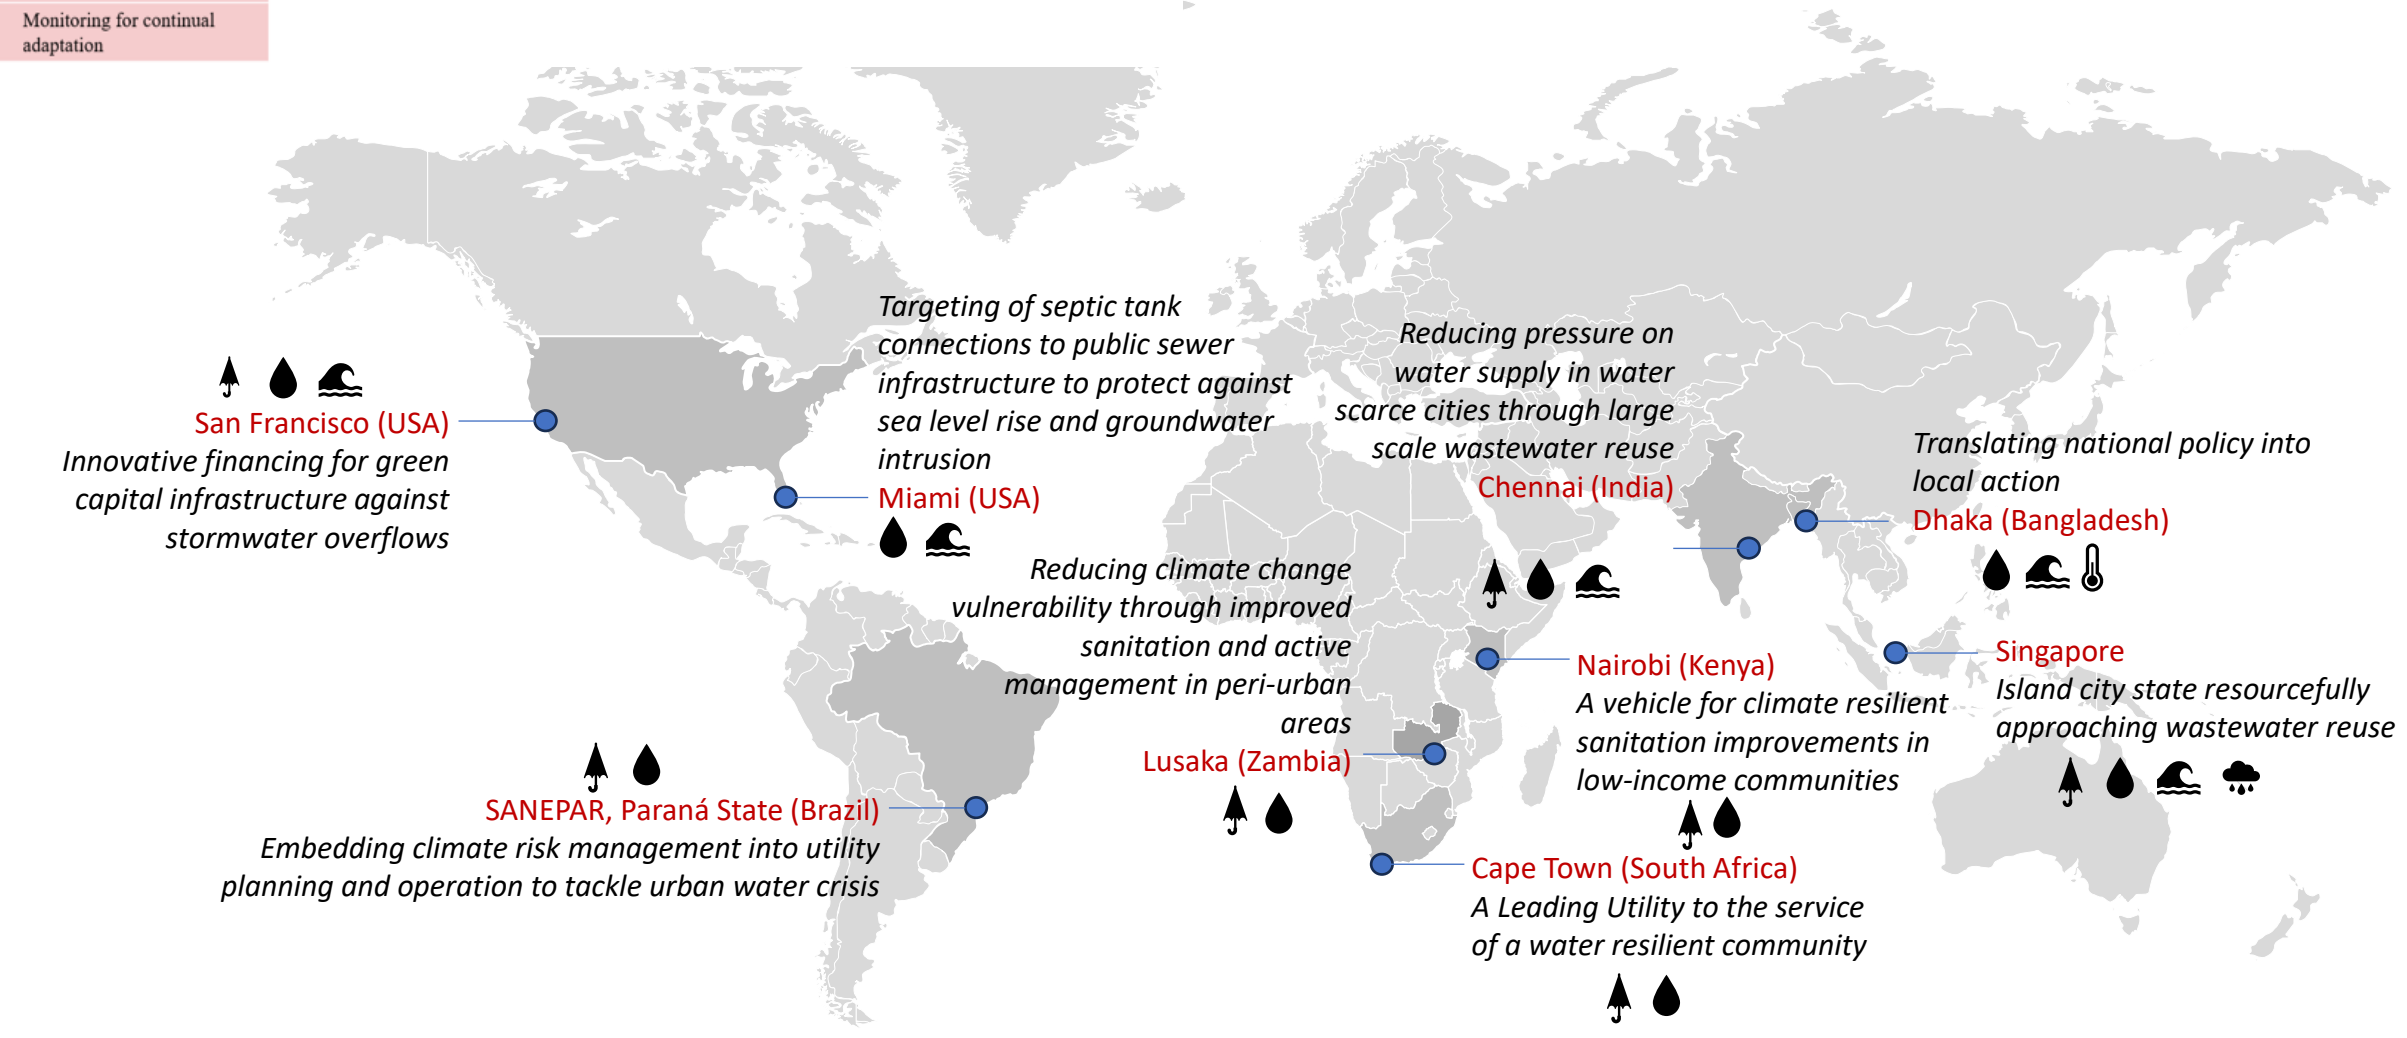 Monitoring for continual
adaptation
San Francisco (USA)
Innovative financing for green
capital infrastructure against
stormwater overflows
Targeting of septic tank
connections to public sewer
infrastructure to protect against
sea level rise and groundwater
intrusion
Miami (USA)
Reducing pressure on
water supply in water
scarce cities through large
scale wastewater reuse
Chennai (India)
Translating national policy into
local action
Dhaka (Bangladesh)
Reducing climate change
vulnerability through improved
sanitation and active
management in peri-urban
areas
Lusaka (Zambia)
Nairobi (Kenya)
A vehicle for climate resilient
sanitation improvements in
low-income communities
Singapore
Island city state resourcefully
approaching wastewater reuse
SANEPAR, Paraná State (Brazil)
Embedding climate risk management into utility
planning and operation to tackle urban water crisis
Cape Town (South Africa)
A Leading Utility to the service
of a water resilient community